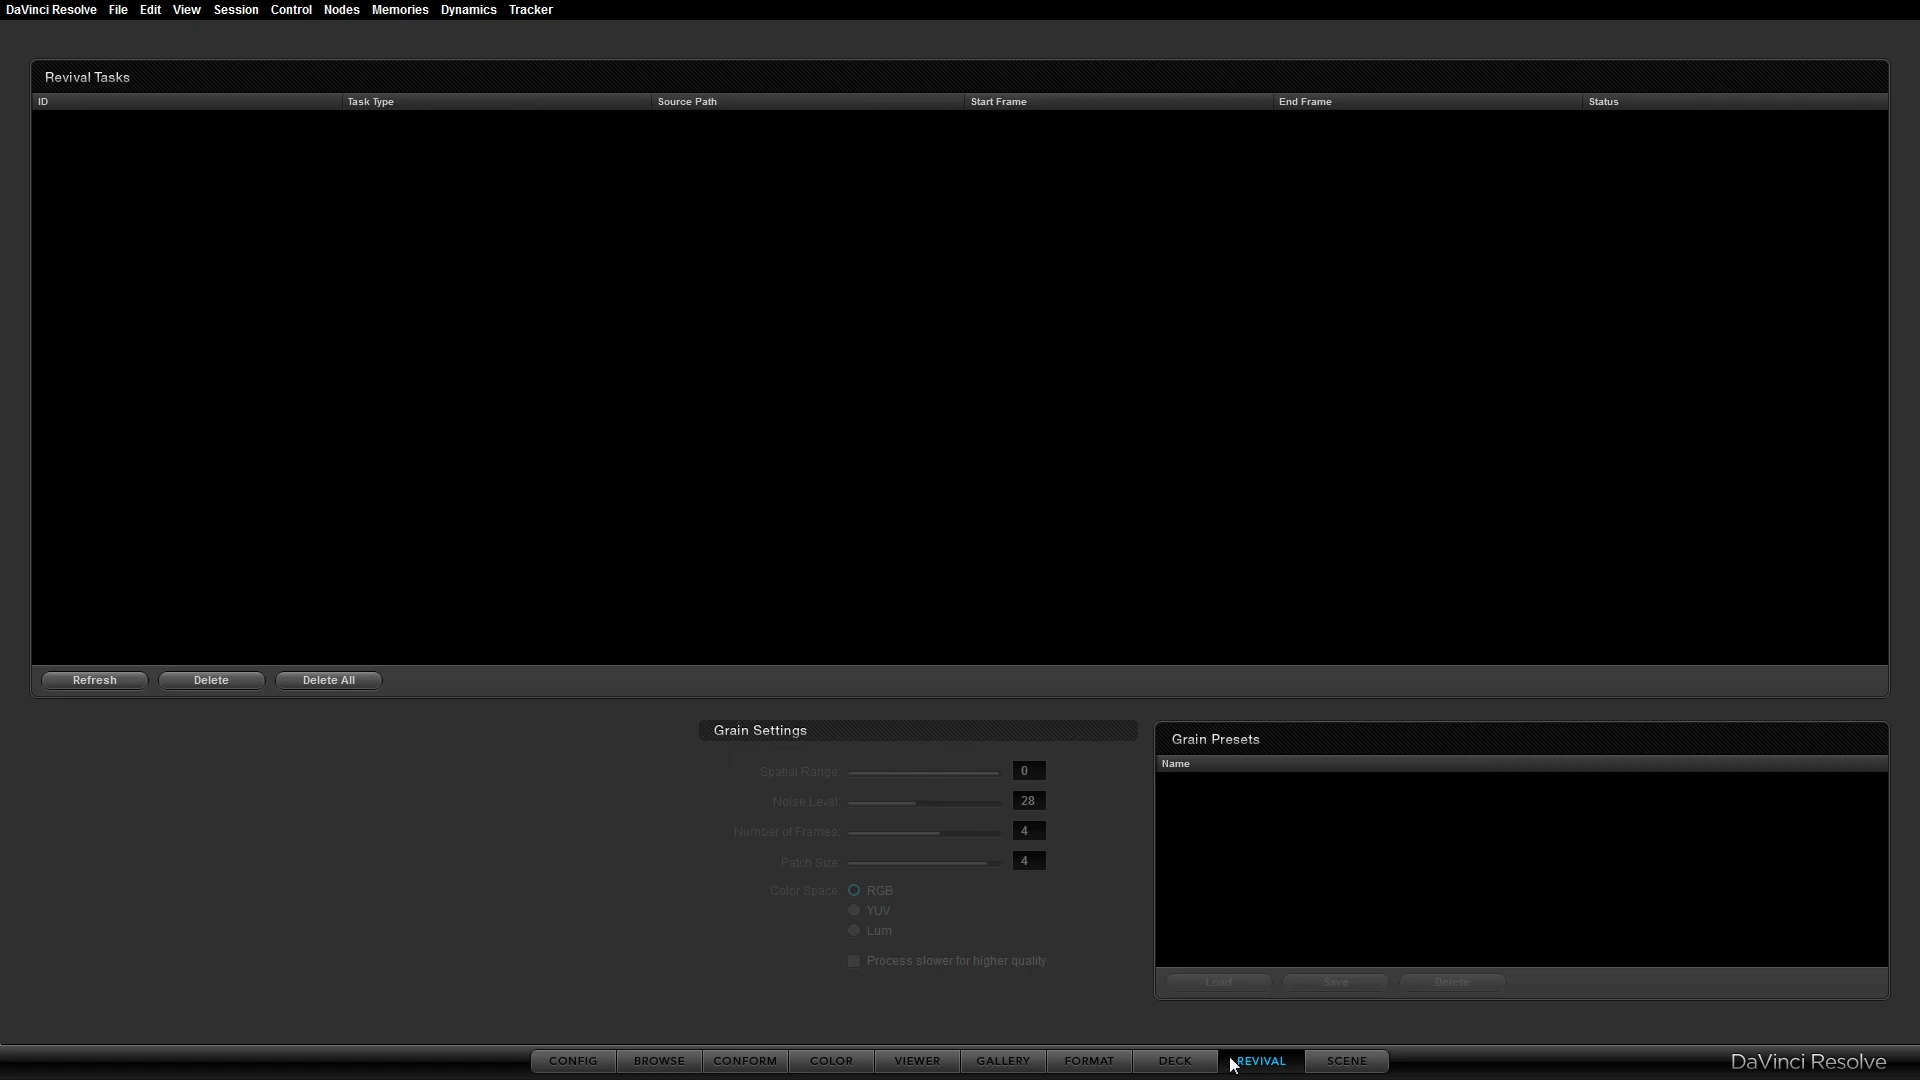 DaVinci Resolve File Edit View Session Control Nodes Memories Dynamics Tracker
Revival Tasks
ID Task Type Source Path Start Frame End Frame Status
Refresh Delete Delete All
Grain Settings
Spatial Range: 0
Noise Level: 28
Number of Frames: 4
Patch Size: 4
Color Space: RGB
YUV
Lum
Process slower for higher quality
Grain Presets
Name
Load Save Delete
CONFIG BROWSE CONFORM COLOR VIEWER GALLERY FORMAT DECK REVIVAL SCENE
DaVinci Resolve